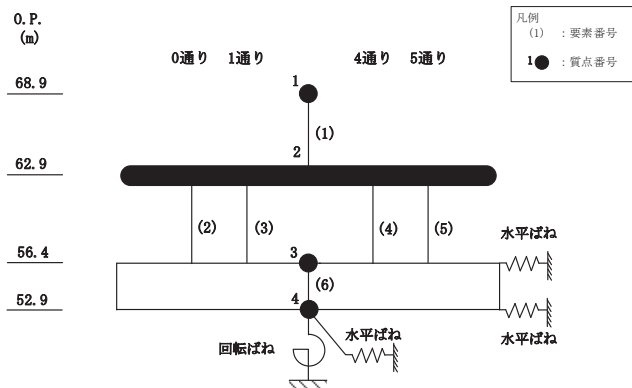 O.P.
(m)
凡例
(1) : 要素番号
1 : 質点番号
0通り 1通り 4通り 5通り
68.9
1
(1)
2
62.9
(2) (3) (4) (5)
水平ばね
56.4
3
(6)
52.9
4
水平ばね
回転ばね
水平ばね